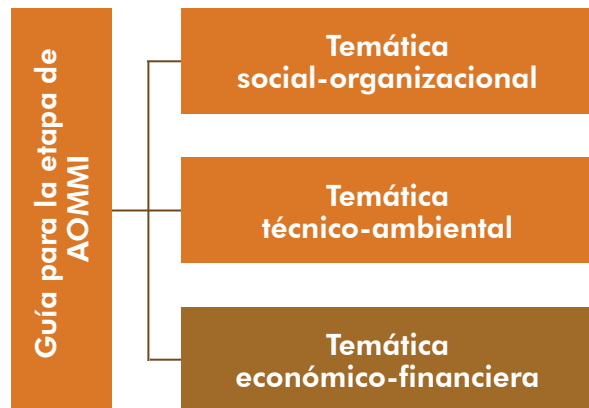 Guía para la etapa de
AOMMI
Temática
social-organizacional
Temática
técnico-ambiental
Temática
económico-financiera